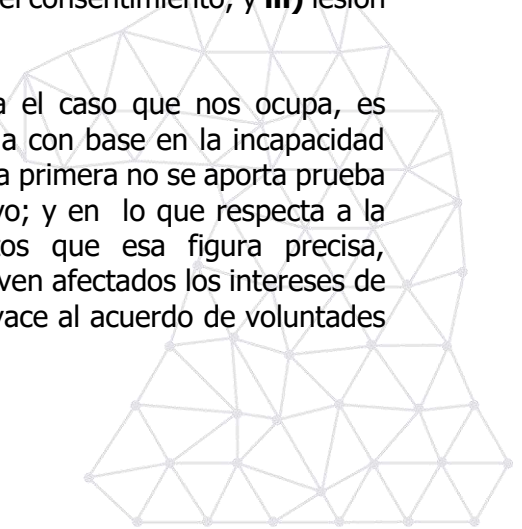 el consentimiento; y iii) lesión
a el caso que nos ocupa, es
a con base en la incapacidad
a primera no se aporta prueba
vo; y en lo que respecta a la
tos que esa figura precisa,
ven afectados los intereses de
yace al acuerdo de voluntades